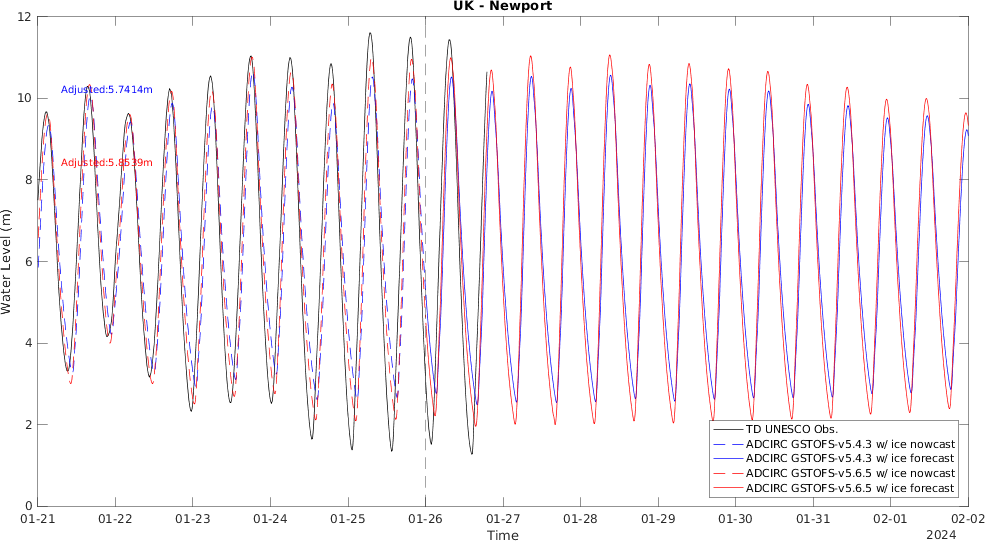 UK - Newport
12
10
8
6
4
2
0
Water Level (m)
Adjusted:5.7414m
Adjusted:5.8539m
TD UNESCO Obs.
ADCIRC GSTOFS-v5.4.3 w/ ice nowcast
ADCIRC GSTOFS-v5.4.3 w/ ice forecast
ADCIRC GSTOFS-v5.6.5 w/ ice nowcast
ADCIRC GSTOFS-v5.6.5 w/ ice forecast
01-21 01-22 01-23 01-24 01-25 01-26 01-27 01-28 01-29 01-30 01-31 02-01 02-02
Time
2024